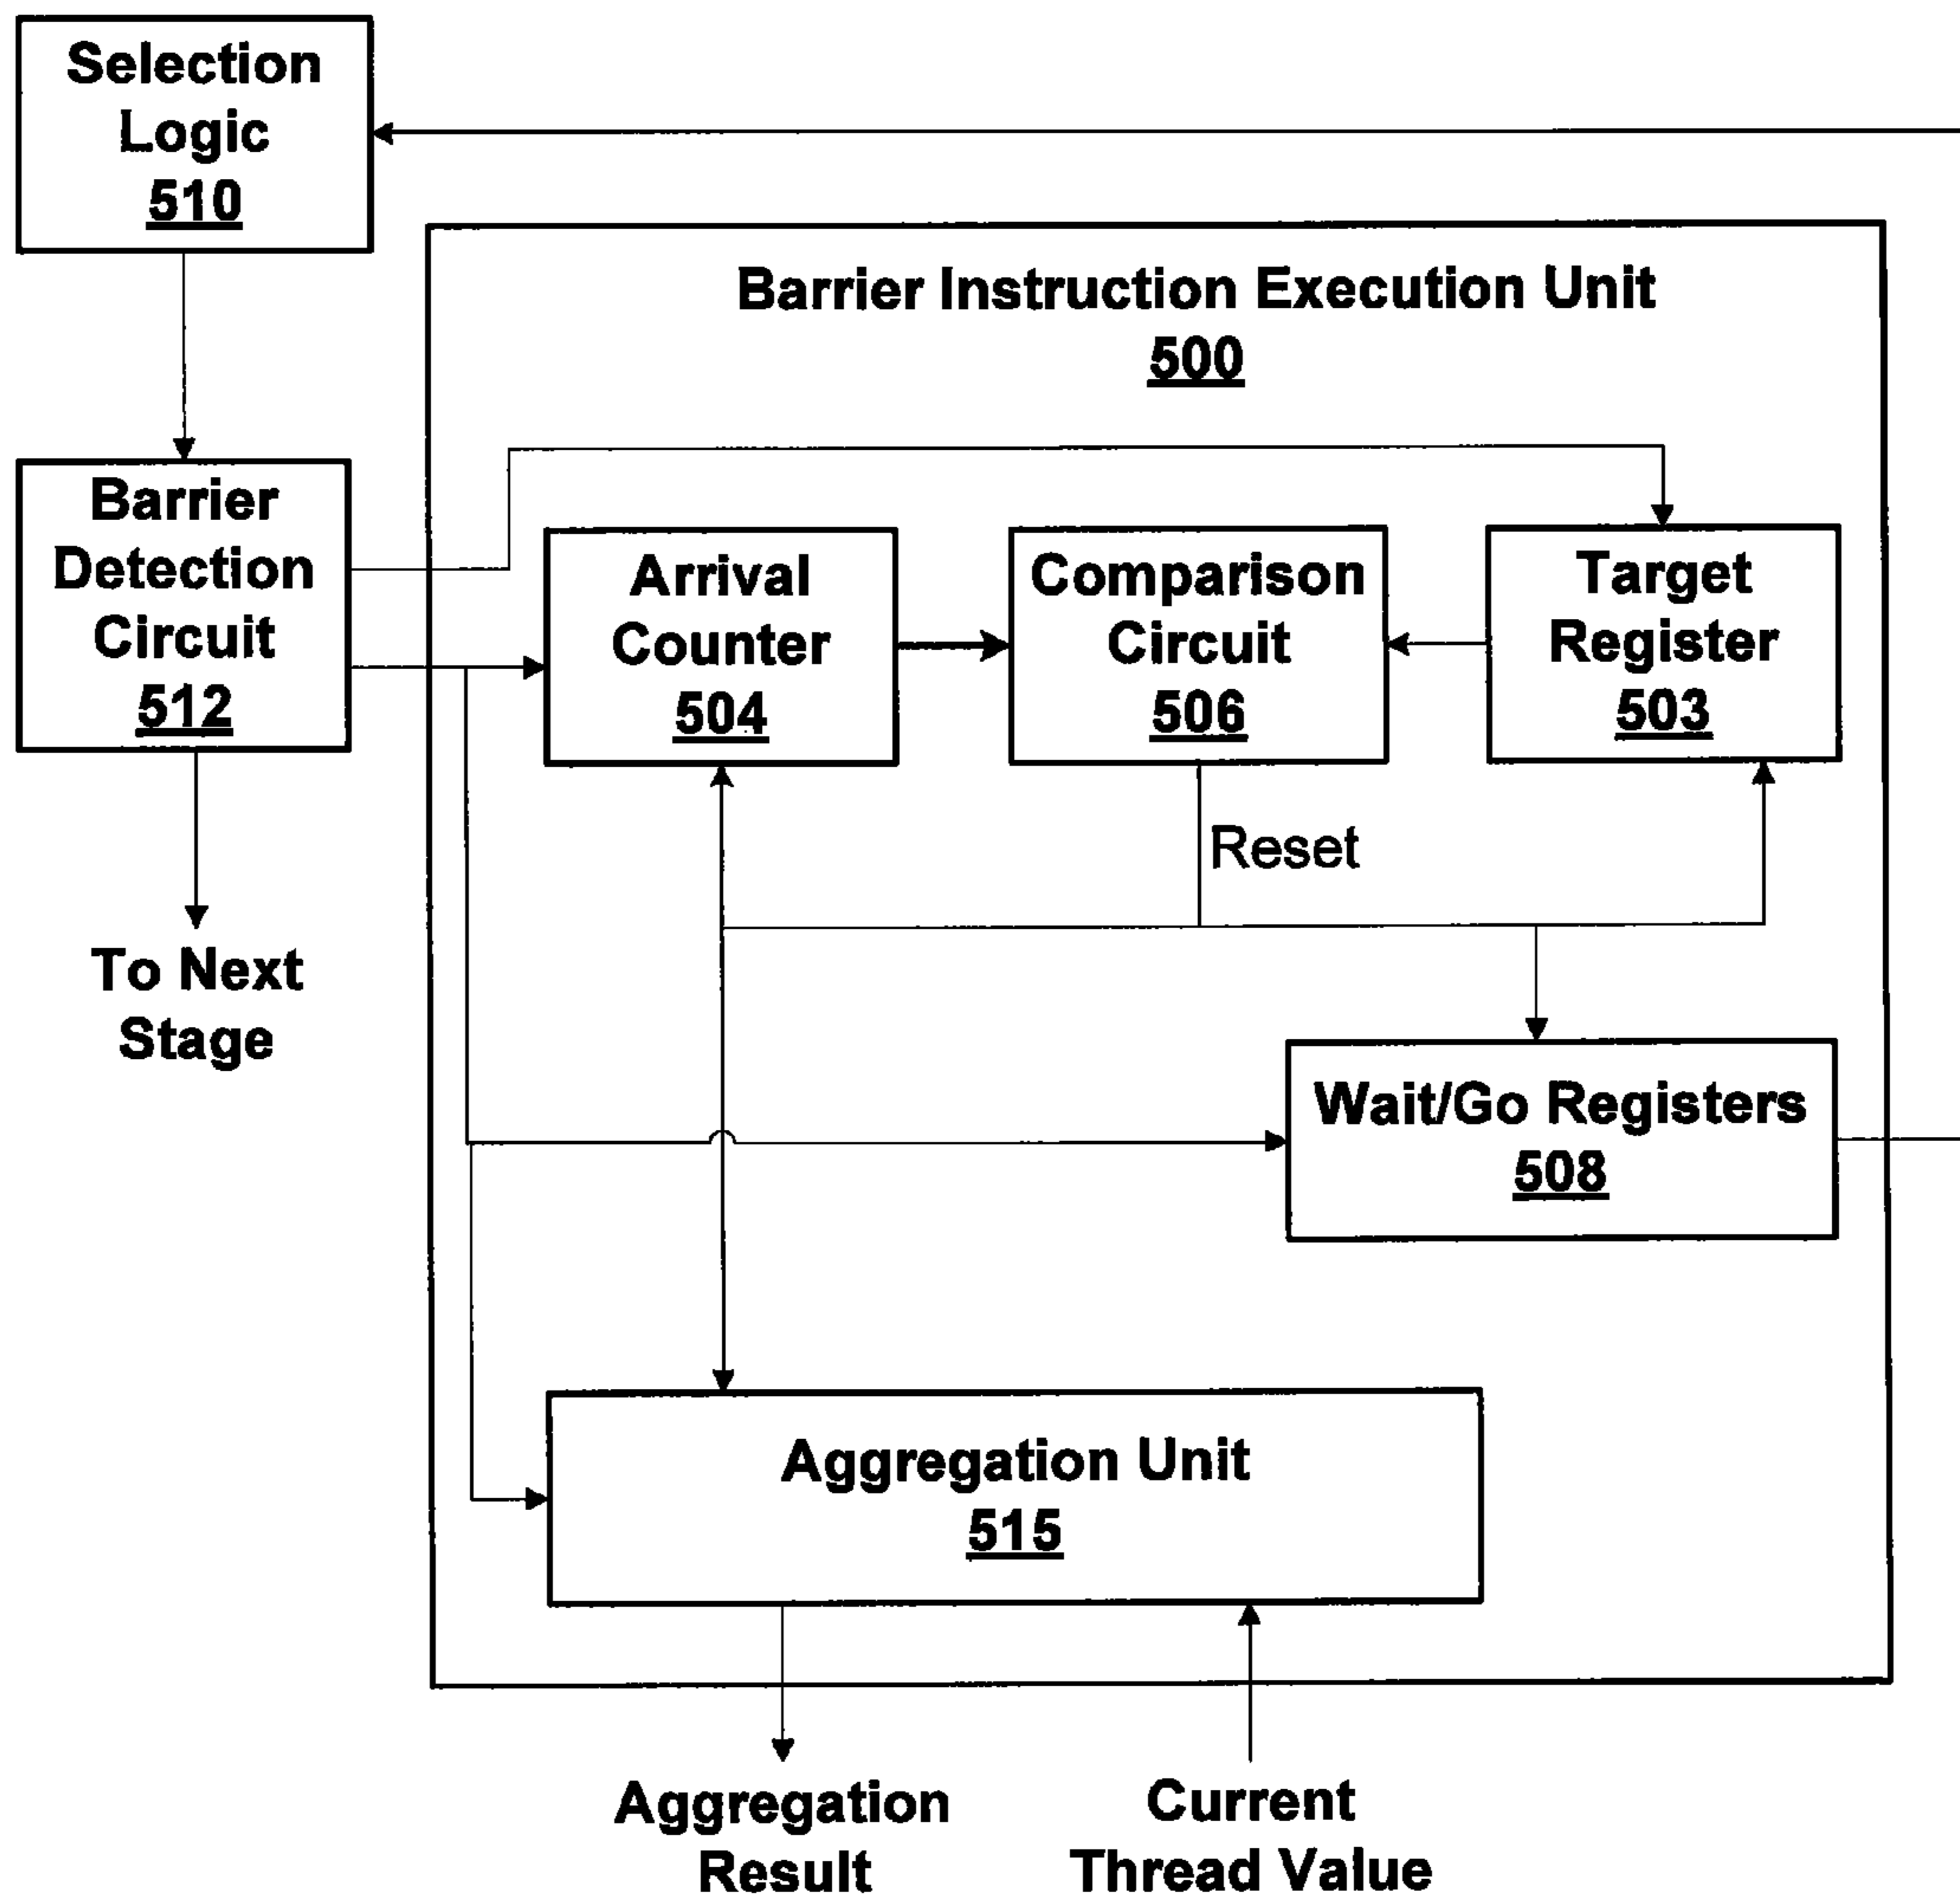 Selection
Logic
510
Barrier Instruction Execution Unit
500
Barrier
Detection
Circuit
512
Arrival
Counter
504
Comparison
Circuit
506
Target
Register
503
Reset
To Next
Stage
Wait/Go Registers
508
Aggregation Unit
515
Aggregation
Result
Current
Thread Value